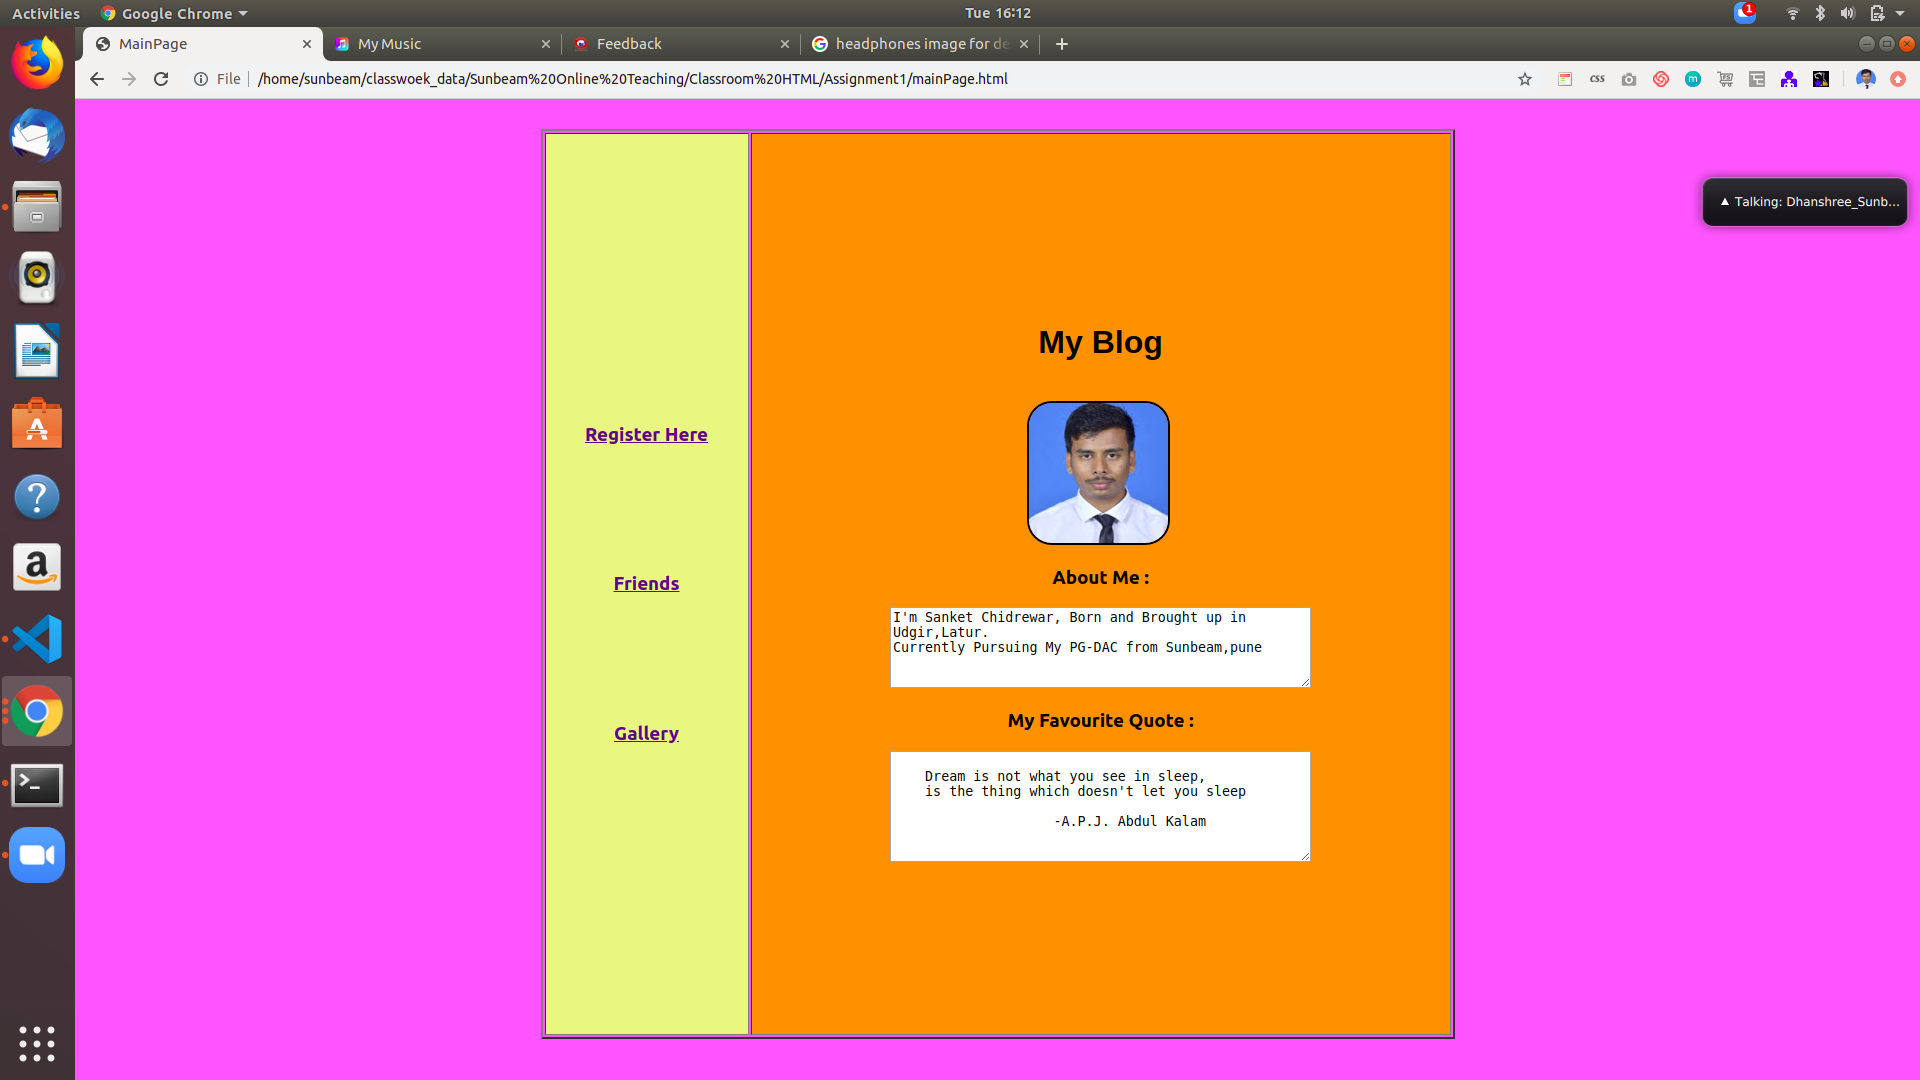 Activities
Google Chrome
Tue 16:12
1
MainPage
My Music
Feedback
headphones image for de
File
/home/sunbeam/classwoek_data/Sunbeam%20Online%20Teaching/Classroom%20HTML/Assignment1/mainPage.html
css
m
Talking: Dhanshree_Sunb...
Register Here
Friends
Gallery
My Blog
About Me :
I'm Sanket Chidrewar, Born and Brought up in
Udgir,Latur.
Currently Pursuing My PG-DAC from Sunbeam,pune
My Favourite Quote :
Dream is not what you see in sleep,
is the thing which doesn't let you sleep
-A.P.J. Abdul Kalam